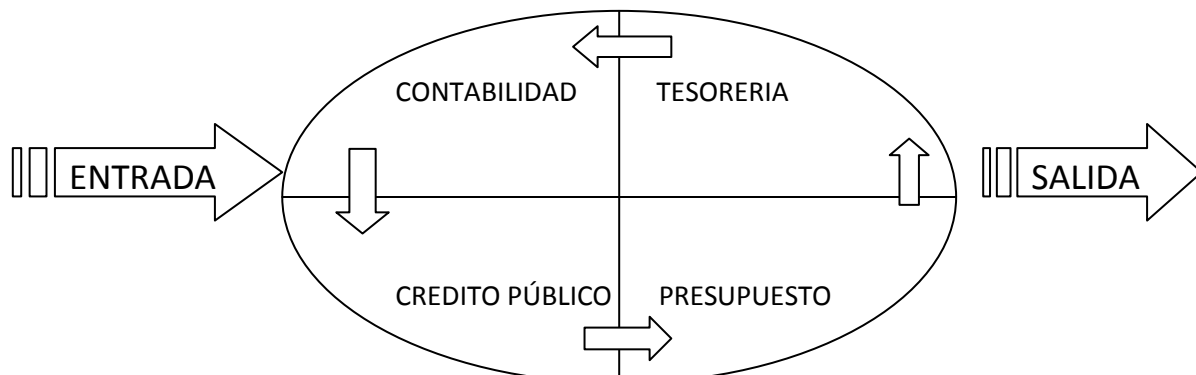 CONTABILIDAD
TESORERIA
ENTRADA
SALIDA
CREDITO PÚBLICO
PRESUPUESTO